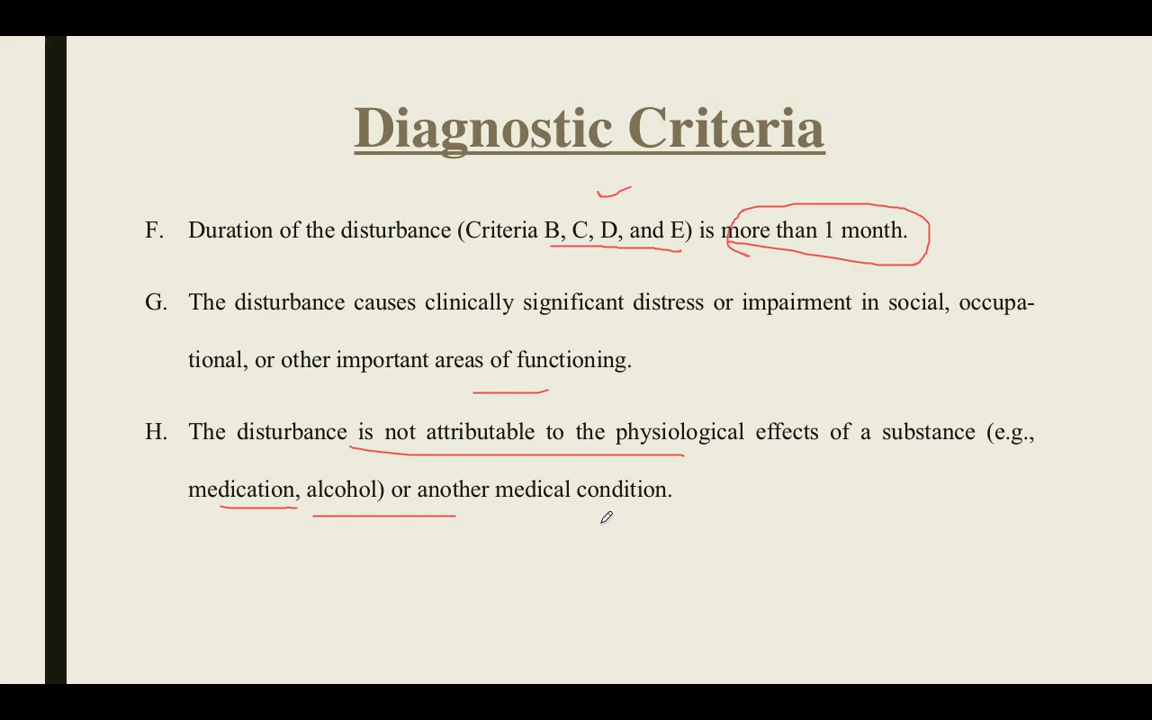 Diagnostic Criteria
F. Duration of the disturbance (Criteria B, C, D, and E) is more than 1 month.
G. The disturbance causes clinically significant distress or impairment in social, occupa-
tional, or other important areas of functioning.
H. The disturbance is not attributable to the physiological effects of a substance (e.g.,
medication, alcohol) or another medical condition.